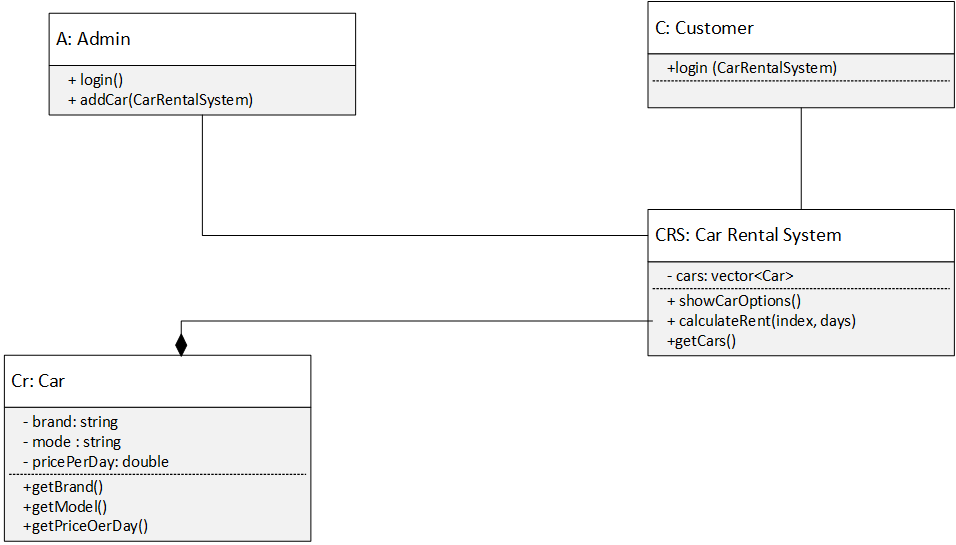 A: Admin
+ login()
+ addCar(CarRentalSystem)
C: Customer
+login (CarRentalSystem)
CRS: Car Rental System
- cars: vector<Car>
+ showCarOptions()
+ calculateRent(index, days)
+getCars()
Cr: Car
- brand: string
- mode : string
- pricePerDay: double
+getBrand()
+getModel()
+getPriceOerDay()